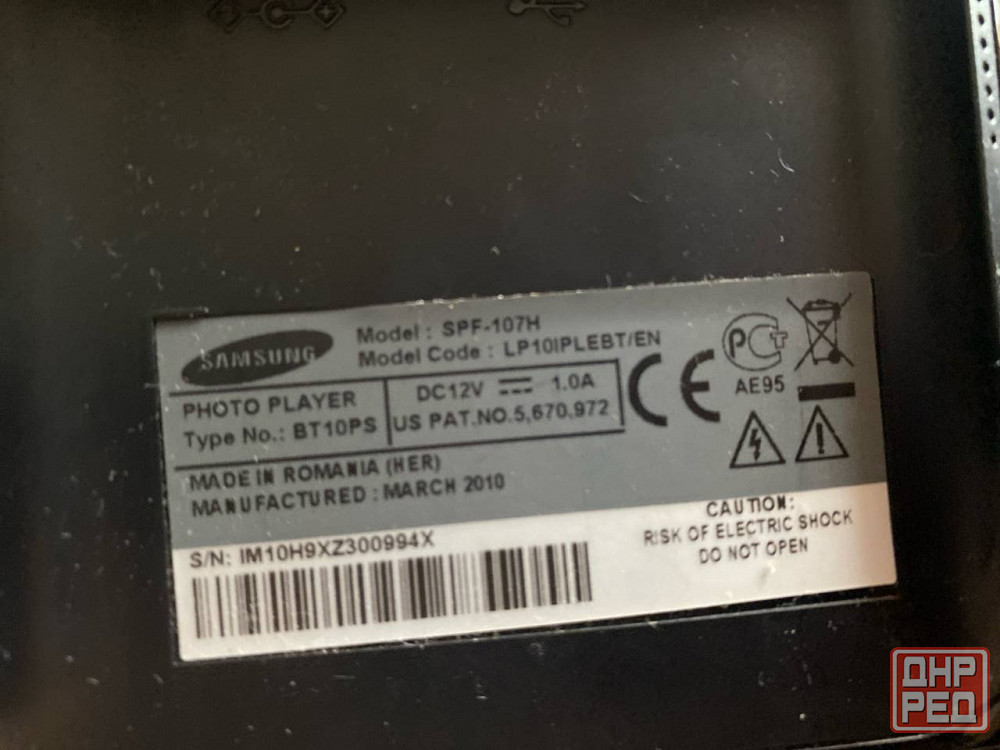 SAMSUNG
Model : SPF-107H
Model Code : LP10IPLEBT/EN
PHOTO PLAYER
Type No.: BT10PS
DC12V 1.0A
US PAT.NO.5,670,972
AE95
MADE IN ROMANIA (HER)
MANUFACTURED : MARCH 2010
S/N: IM10H9XZ300994X
CAUTION:
RISK OF ELECTRIC SHOCK
DO NOT OPEN
ДНР
РЕД